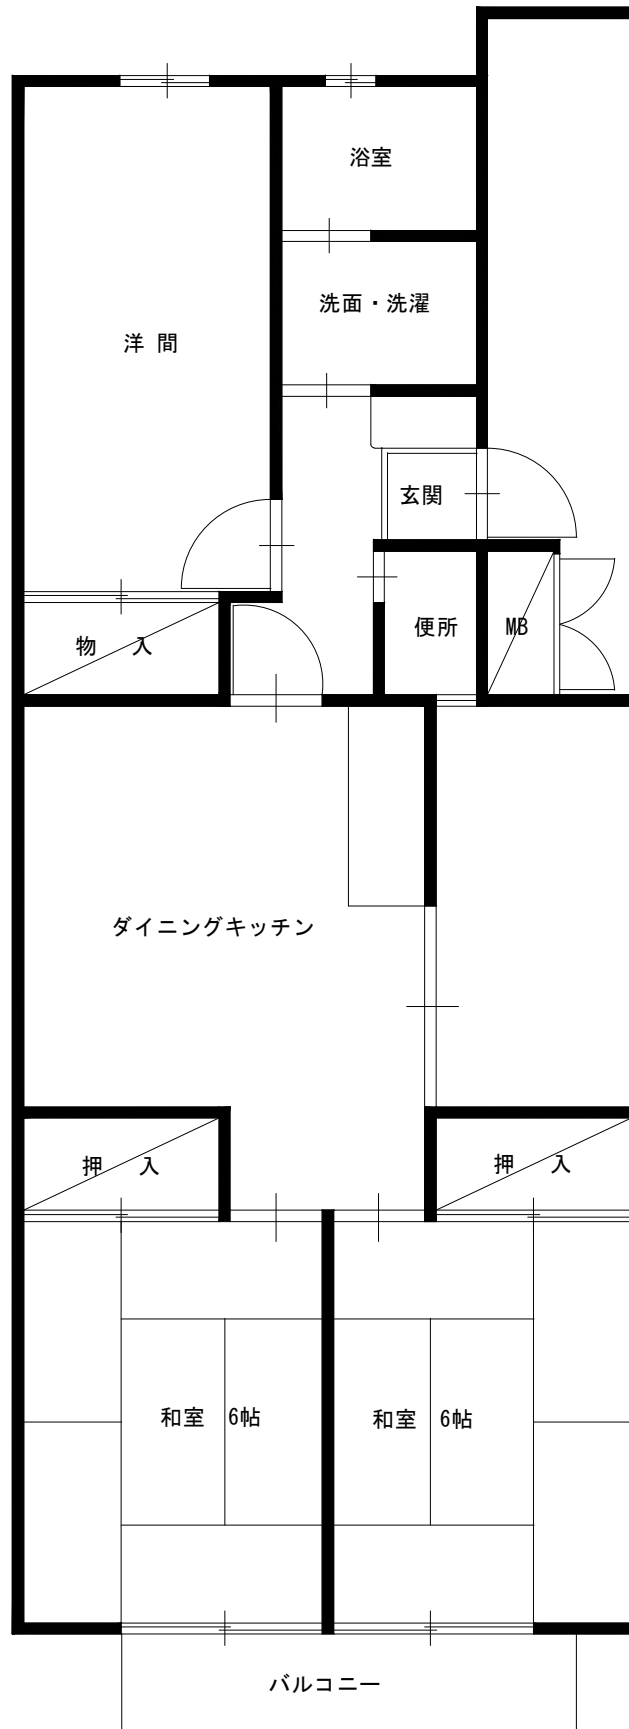 浴室
洗面・洗濯
洋 間
玄関
物 入
便所
MB
ダイニングキッチン
押 入
押 入
和室 6帖
和室 6帖
バルコニー